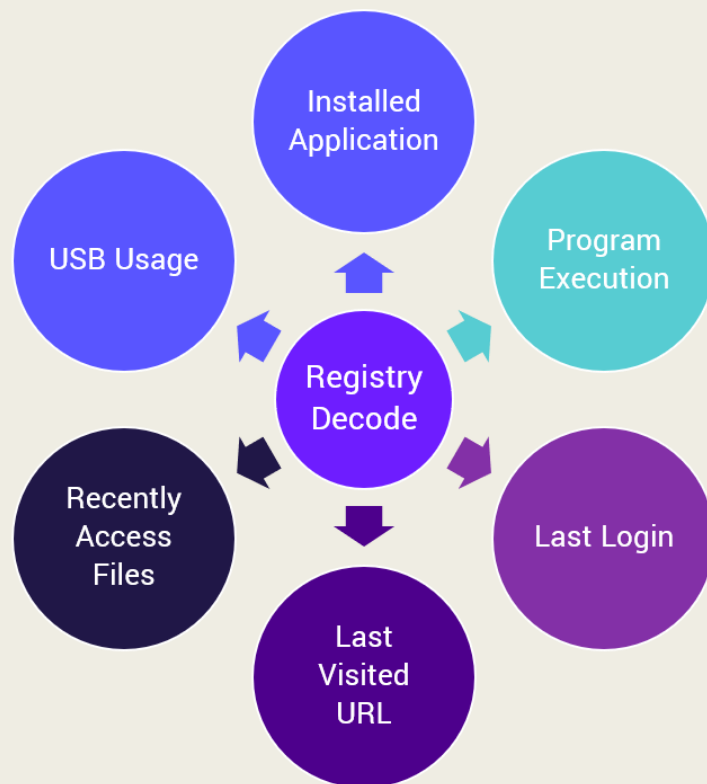 Installed
Application
USB Usage
Program
Execution
Registry
Decode
Recently
Access
Files
Last Login
Last
Visited
URL